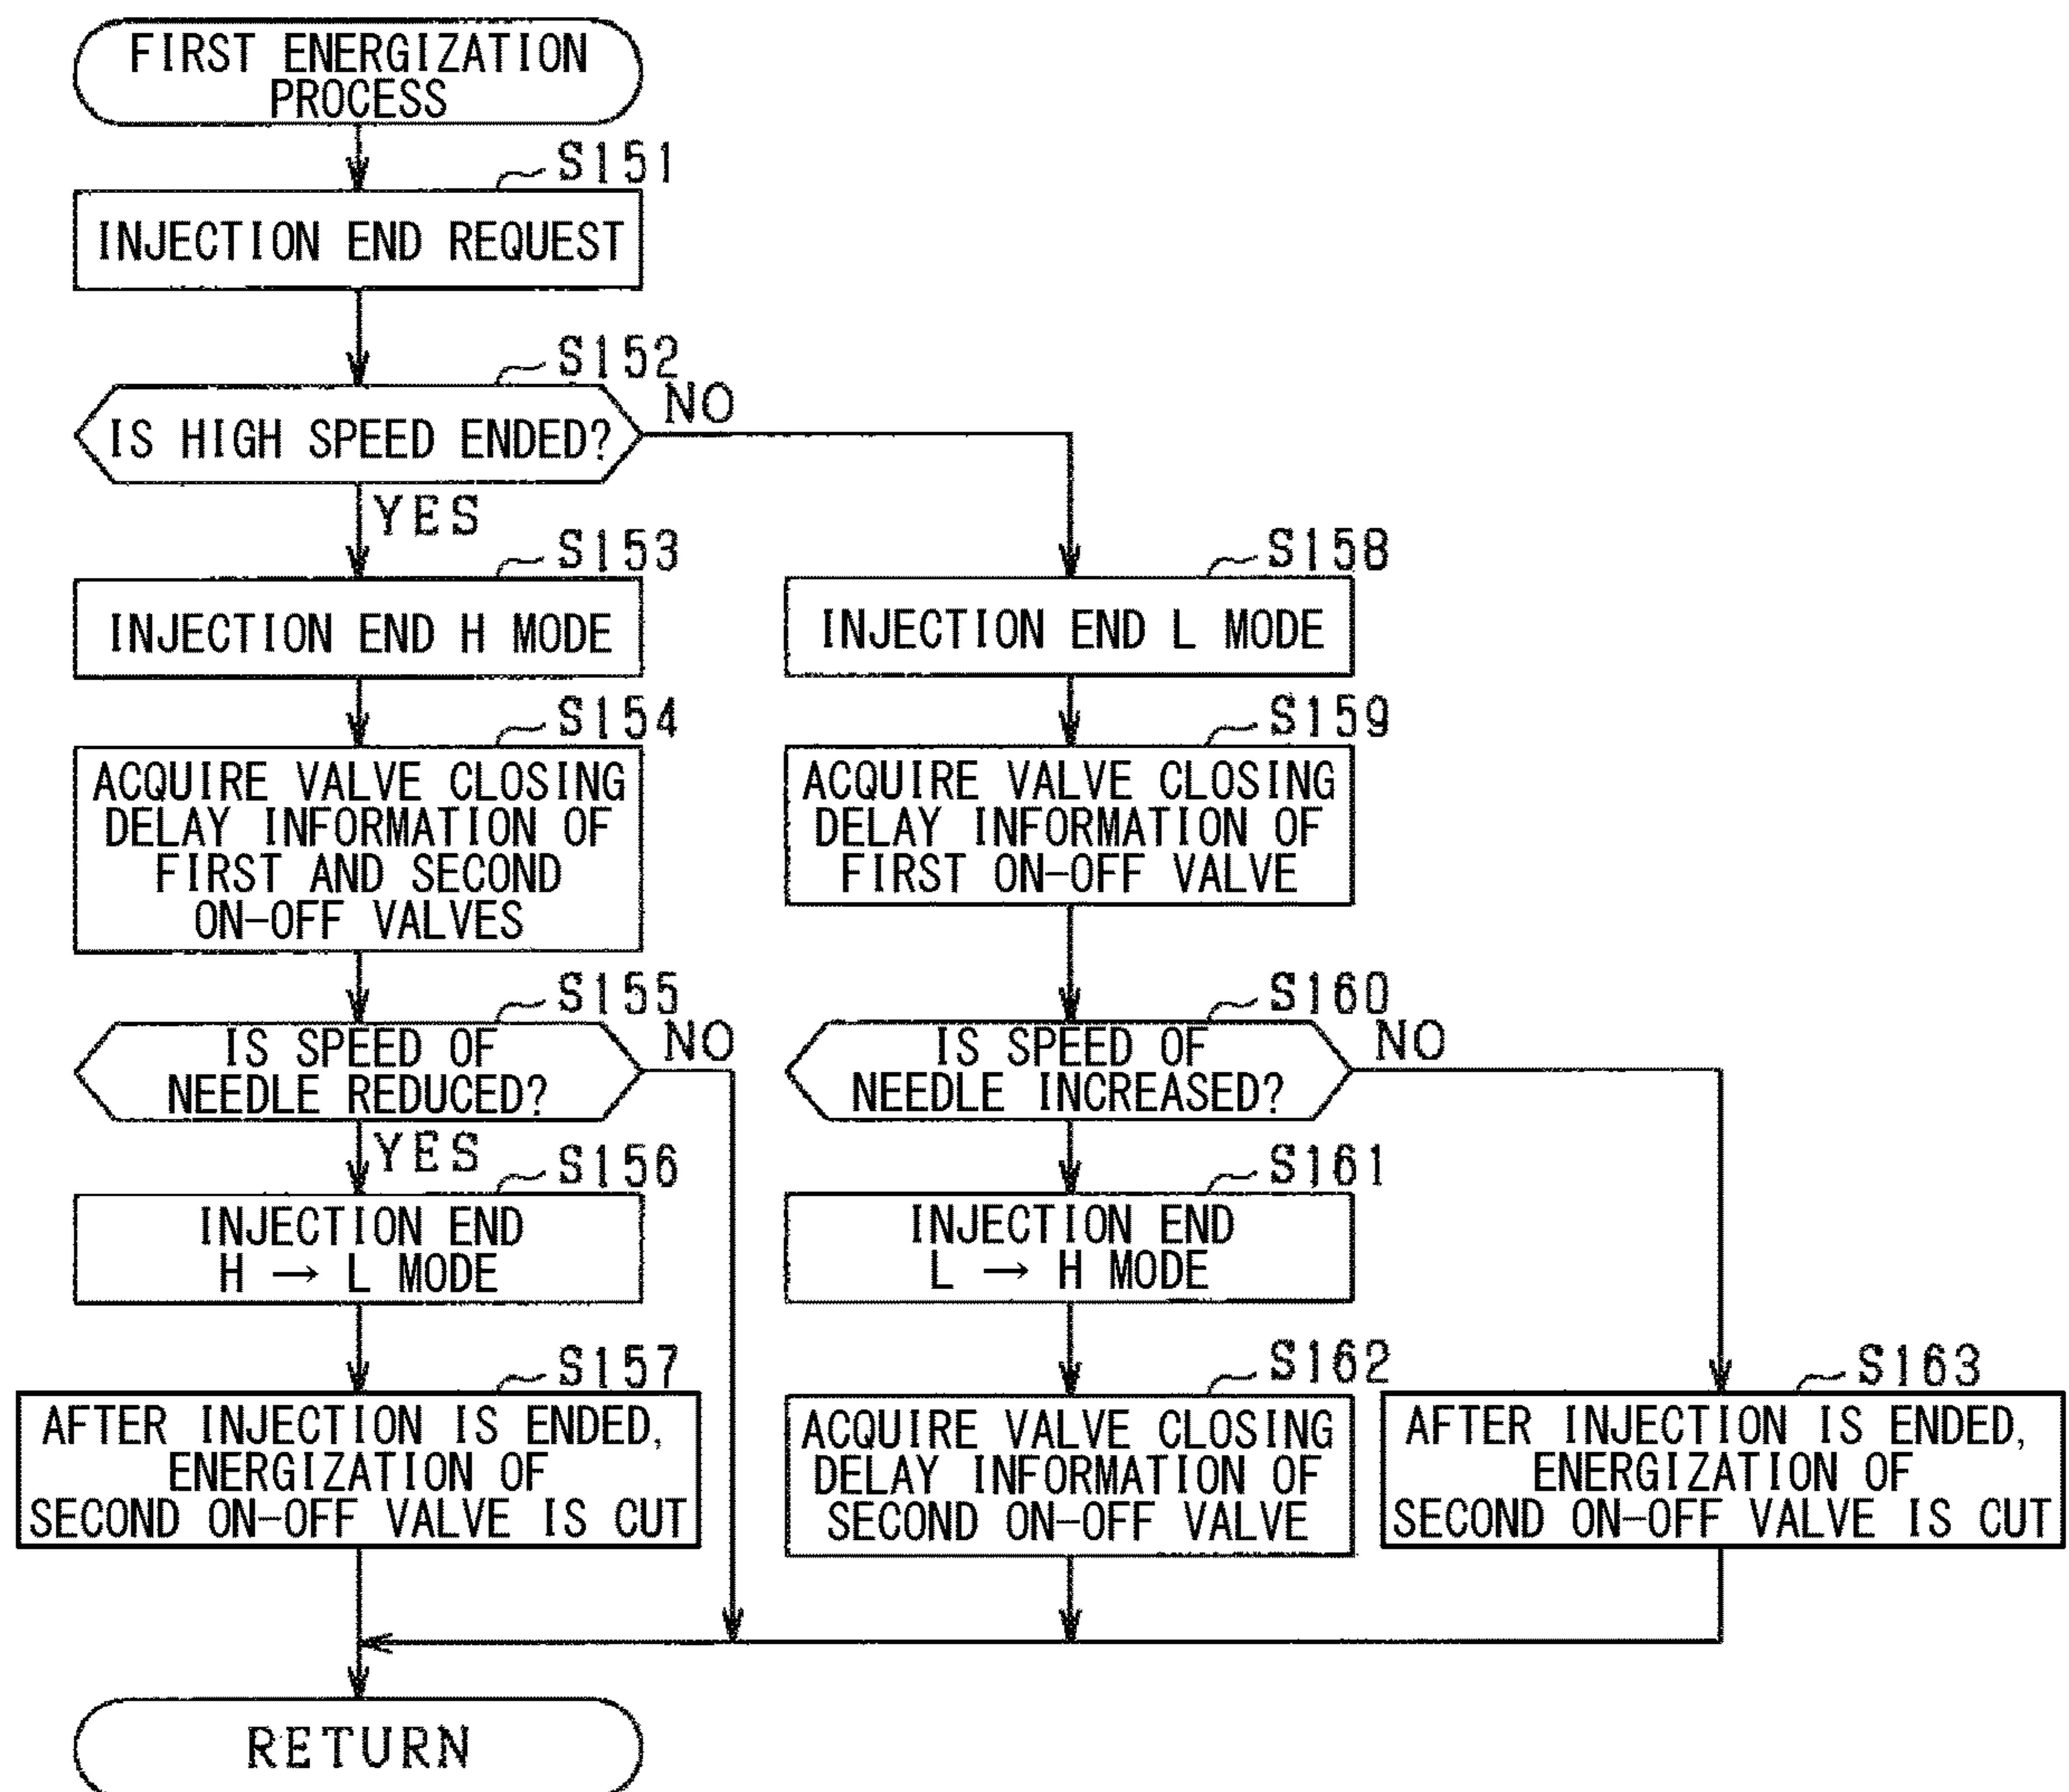 FIRST ENERGIZATION
PROCESS
S151
INJECTION END REQUEST
S152
IS HIGH SPEED ENDED?
NO
YES
S153
INJECTION END H MODE
S154
ACQUIRE VALVE CLOSING
DELAY INFORMATION OF
FIRST AND SECOND
ON-OFF VALVES
S155
IS SPEED OF
NEEDLE REDUCED?
NO
YES
S156
INJECTION END
H → L MODE
S157
AFTER INJECTION IS ENDED,
ENERGIZATION OF
SECOND ON-OFF VALVE IS CUT
S158
INJECTION END L MODE
S159
ACQUIRE VALVE CLOSING
DELAY INFORMATION OF
FIRST ON-OFF VALVE
S160
IS SPEED OF
NEEDLE INCREASED?
NO
S161
INJECTION END
L → H MODE
S162
ACQUIRE VALVE CLOSING
DELAY INFORMATION OF
SECOND ON-OFF VALVE
S163
AFTER INJECTION IS ENDED,
ENERGIZATION OF
SECOND ON-OFF VALVE IS CUT
RETURN